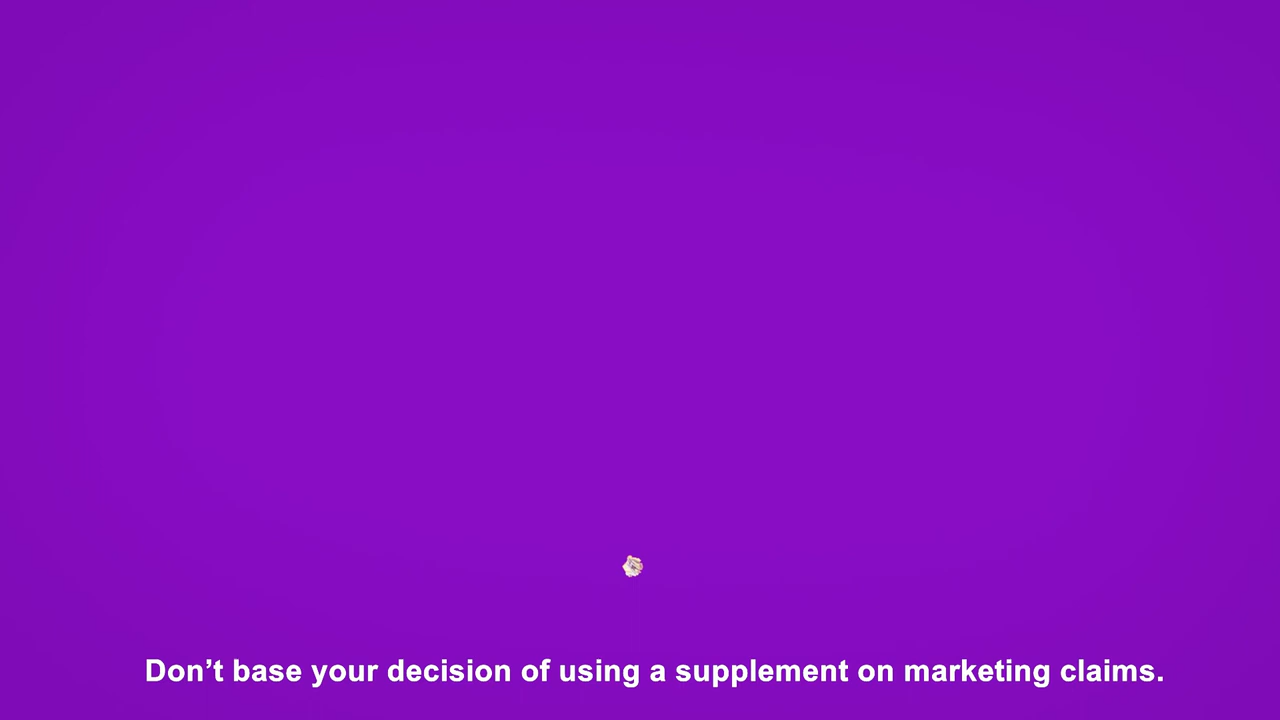 Don’t base your decision of using a supplement on marketing claims.